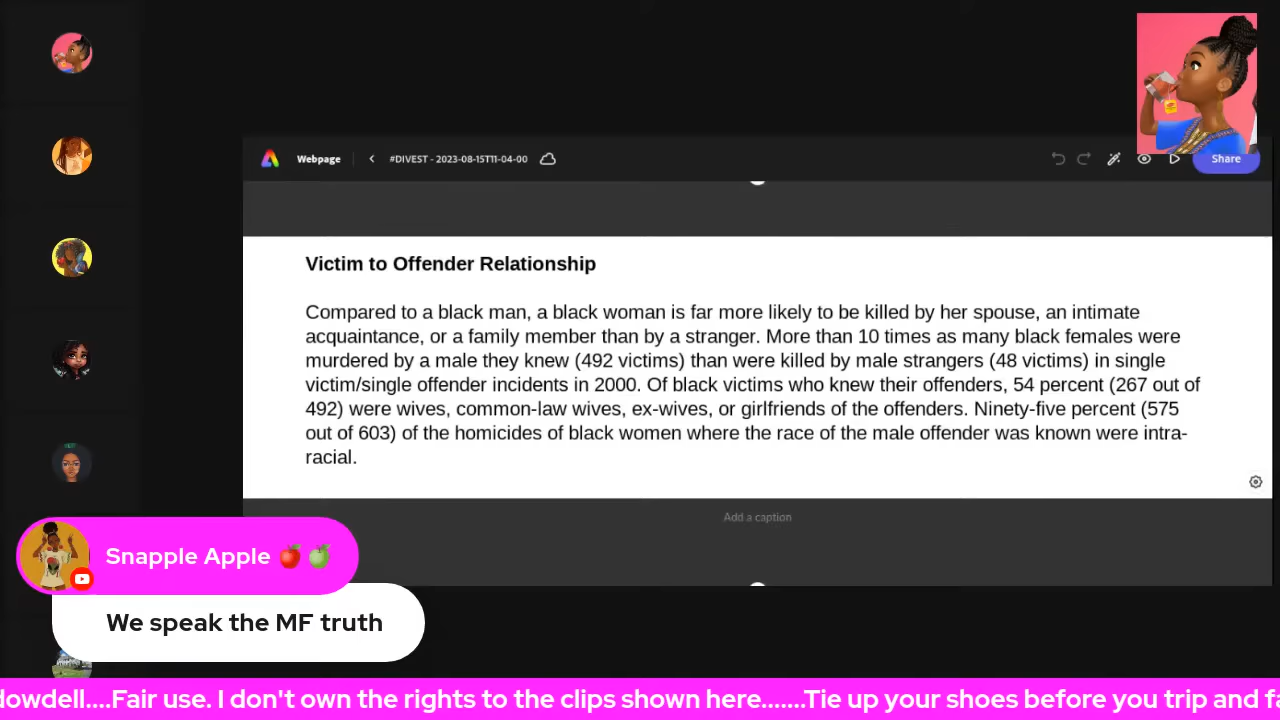 Webpage
#DIVEST - 2023-08-15T11-04-00
Share
Victim to Offender Relationship
Compared to a black man, a black woman is far more likely to be killed by her spouse, an intimate
acquaintance, or a family member than by a stranger. More than 10 times as many black females were
murdered by a male they knew (492 victims) than were killed by male strangers (48 victims) in single
victim/single offender incidents in 2000. Of black victims who knew their offenders, 54 percent (267 out of
492) were wives, common-law wives, ex-wives, or girlfriends of the offenders. Ninety-five percent (575
out of 603) of the homicides of black women where the race of the male offender was known were intra-
racial.
Add a caption
Snapple Apple 🍎🍏
We speak the MF truth
dowdell....Fair use. I don't own the rights to the clips shown here.......Tie up your shoes before you trip and fa